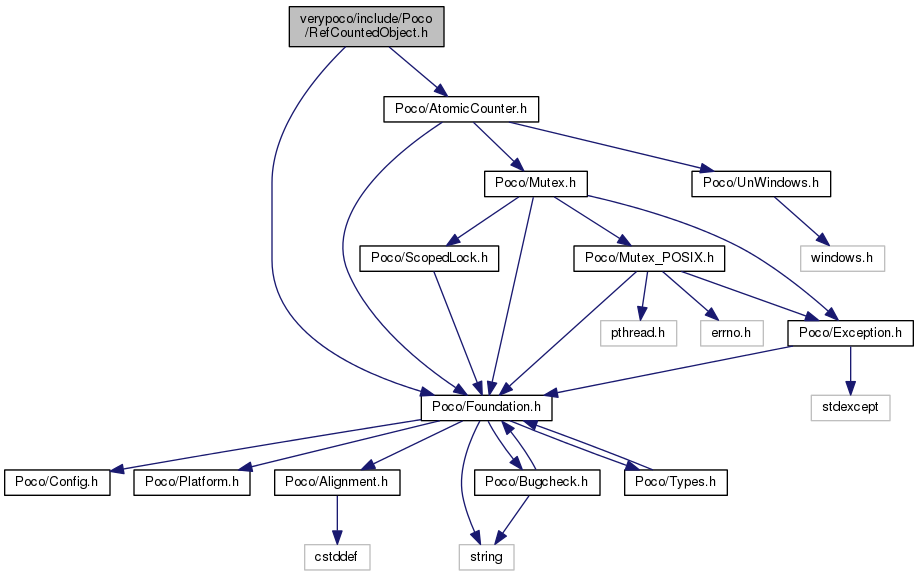 verypoco/include/Poco
/RefCountedObject.h
Poco/AtomicCounter.h
Poco/Mutex.h
Poco/UnWindows.h
Poco/ScopedLock.h
Poco/Mutex_POSIX.h
windows.h
pthread.h
errno.h
Poco/Exception.h
Poco/Foundation.h
stdexcept
Poco/Config.h
Poco/Platform.h
Poco/Alignment.h
Poco/Bugcheck.h
Poco/Types.h
cstddef
string